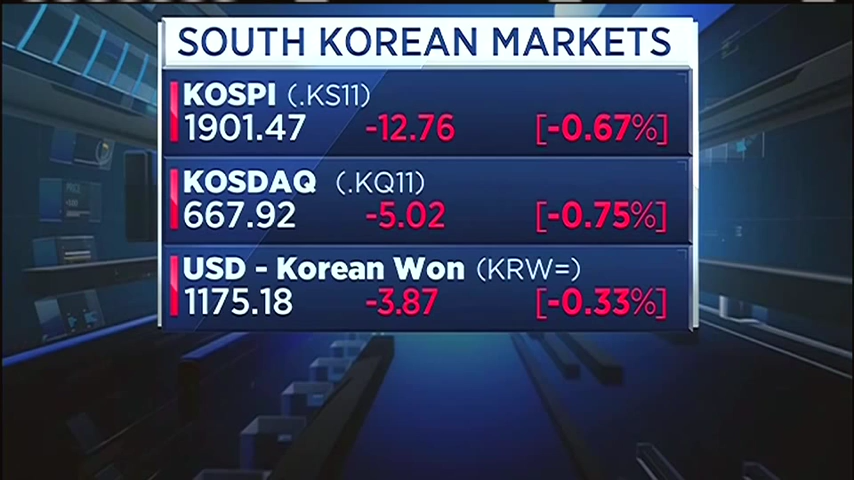 SOUTH KOREAN MARKETS
KOSPI (.KS11)
1901.47 -12.76 [-0.67%]
KOSDAQ (.KQ11)
667.92 -5.02 [-0.75%]
USD - Korean Won (KRW=)
1175.18 -3.87 [-0.33%]